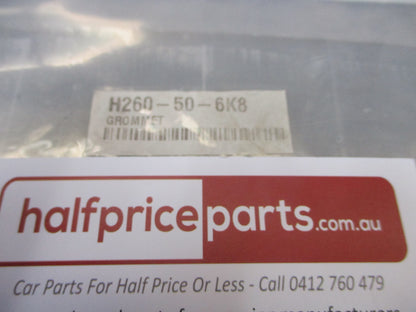 H260-50-6K8
GROMMET
halfpriceparts.com.au
Car Parts For Half Price Or Less - Call 0412 760 479